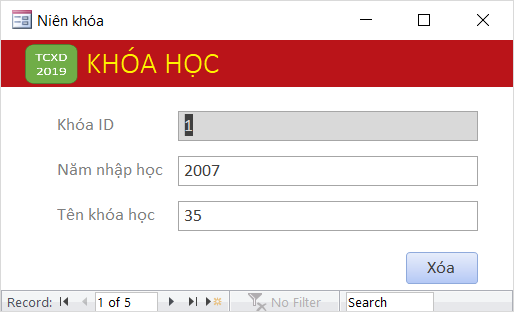 Niên khóa
TCXD
2019
KHÓA HỌC
Khóa ID
1
Năm nhập học
2007
Tên khóa học
35
Xóa
Record: 1 of 5 No Filter Search